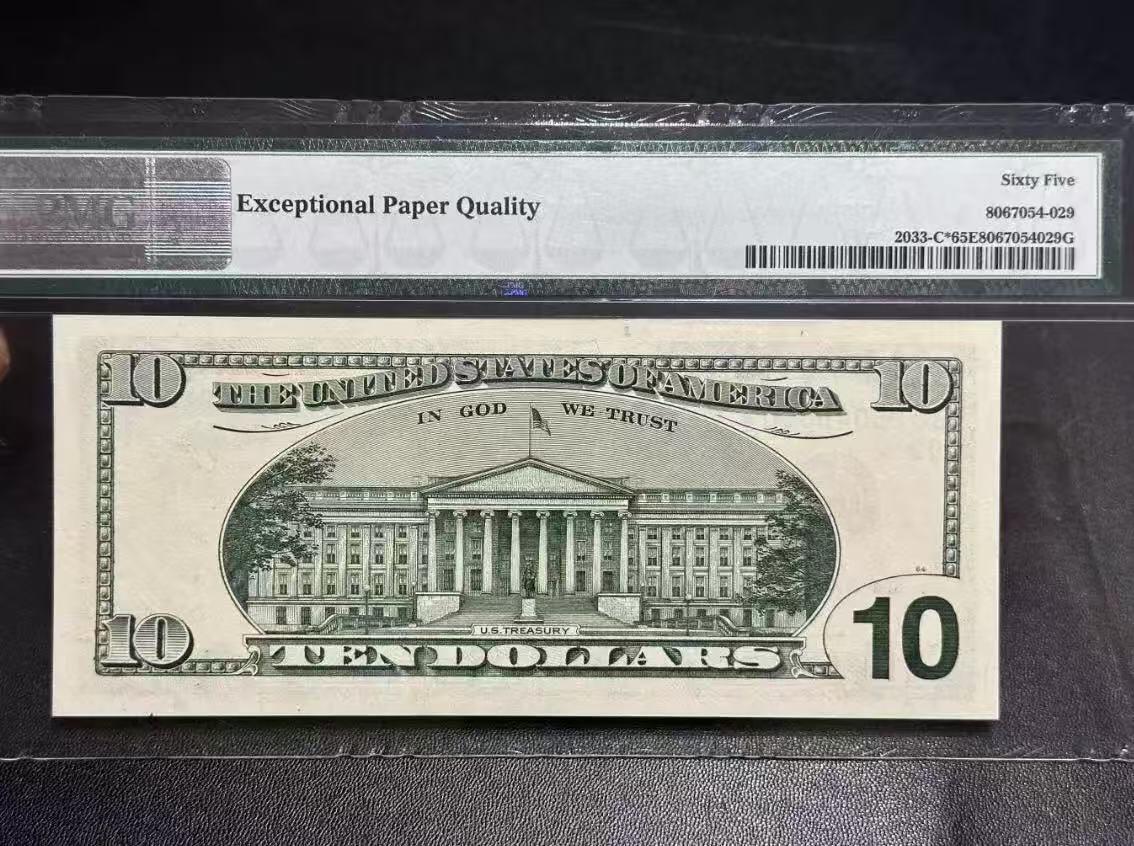 PMG
Exceptional Paper Quality
Sixty Five
8067054-029
2033-C*65E8067054029G
10 THE UNITED STATES OF AMERICA 10
IN GOD WE TRUST
U.S. TREASURY
10 TEN DOLLARS 10